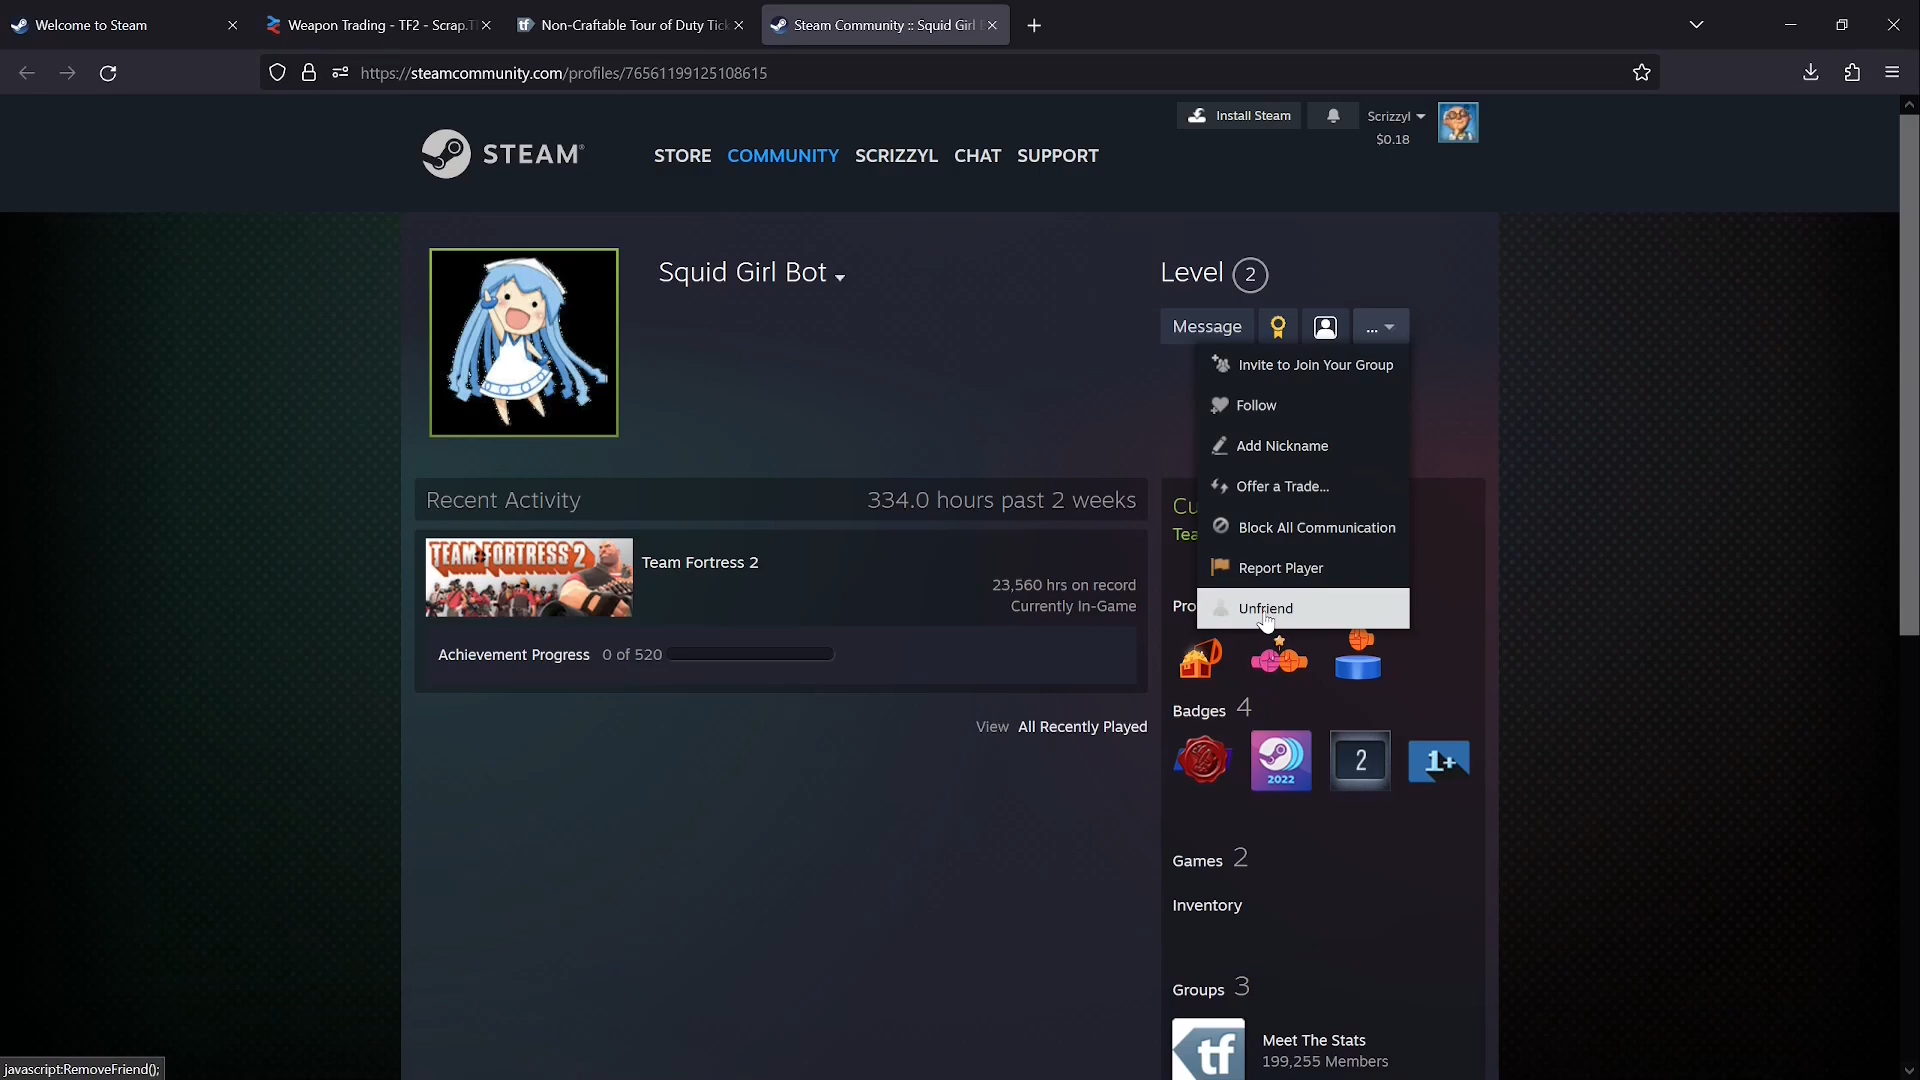 Welcome to Steam
Weapon Trading - TF2 - Scrap.T
Non-Craftable Tour of Duty Tick
Steam Community :: Squid Girl
https://steamcommunity.com/profiles/76561199125108615
Install Steam
Scrizzyl
$0.18
STEAM
STORE COMMUNITY SCRIZZYL CHAT SUPPORT
Squid Girl Bot
Level 2
Message
...
Invite to Join Your Group
Follow
Add Nickname
Offer a Trade...
Block All Communication
Report Player
Unfriend
Recent Activity
334.0 hours past 2 weeks
Cu
Tea
TEAM FORTRESS 2
Team Fortress 2
23,560 hrs on record
Currently In-Game
Pro
Achievement Progress 0 of 520
View All Recently Played
Badges 4
2022
2
1+
Games 2
Inventory
Groups 3
tf
Meet The Stats
199,255 Members
javascript:RemoveFriend();